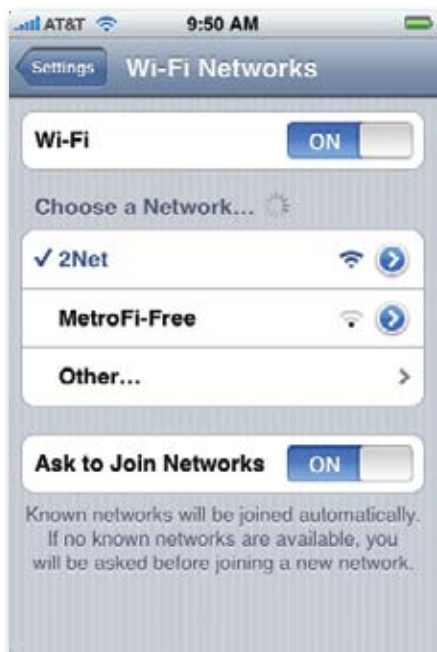 AT&T 9:50 AM
Settings Wi-Fi Networks
Wi-Fi ON
Choose a Network...
2Net
MetroFi-Free
Other...
Ask to Join Networks ON
Known networks will be joined automatically.
If no known networks are available, you
will be asked before joining a new network.